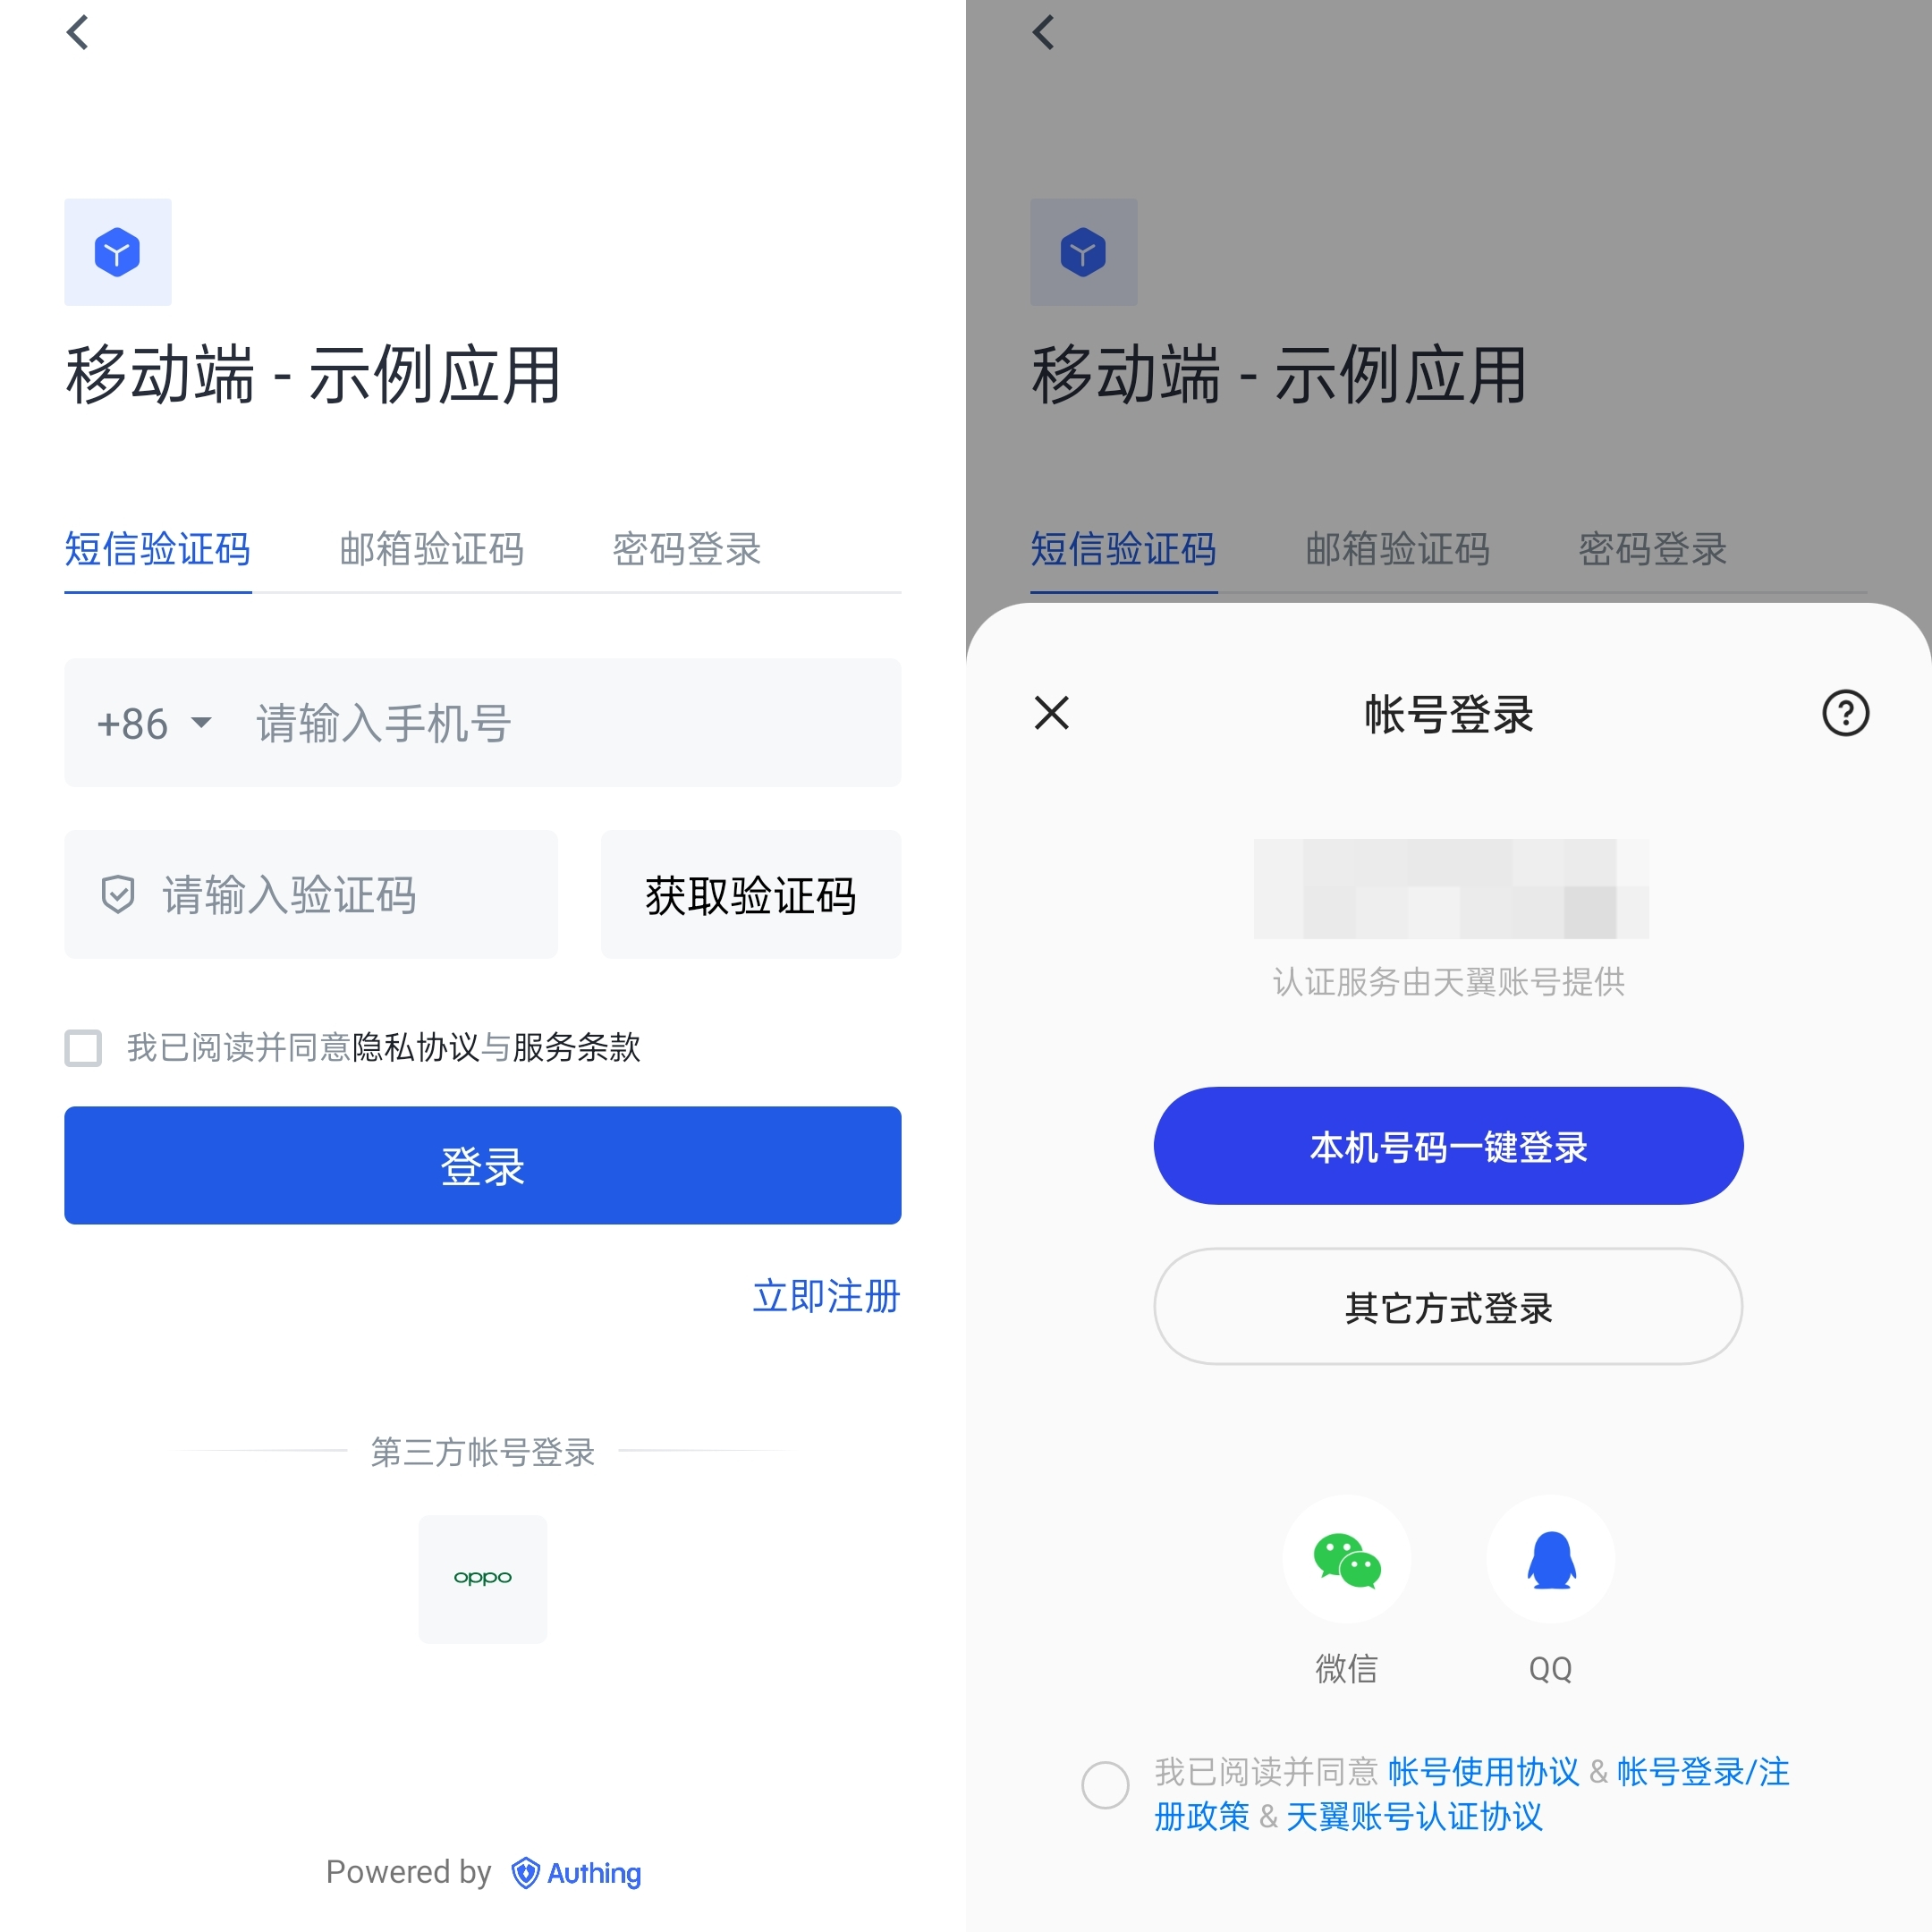 移动端 - 示例应用
短信验证码 邮箱验证码 密码登录
+86 请输入手机号
请输入验证码 获取验证码
我已阅读并同意隐私协议与服务条款
登录
立即注册
第三方帐号登录
oppo
Powered by Authing
移动端 - 示例应用
短信验证码 邮箱验证码 密码登录
帐号登录
认证服务由天翼账号提供
本机号码一键登录
其它方式登录
微信 QQ
我已阅读并同意 帐号使用协议 & 帐号登录/注
册政策 & 天翼账号认证协议